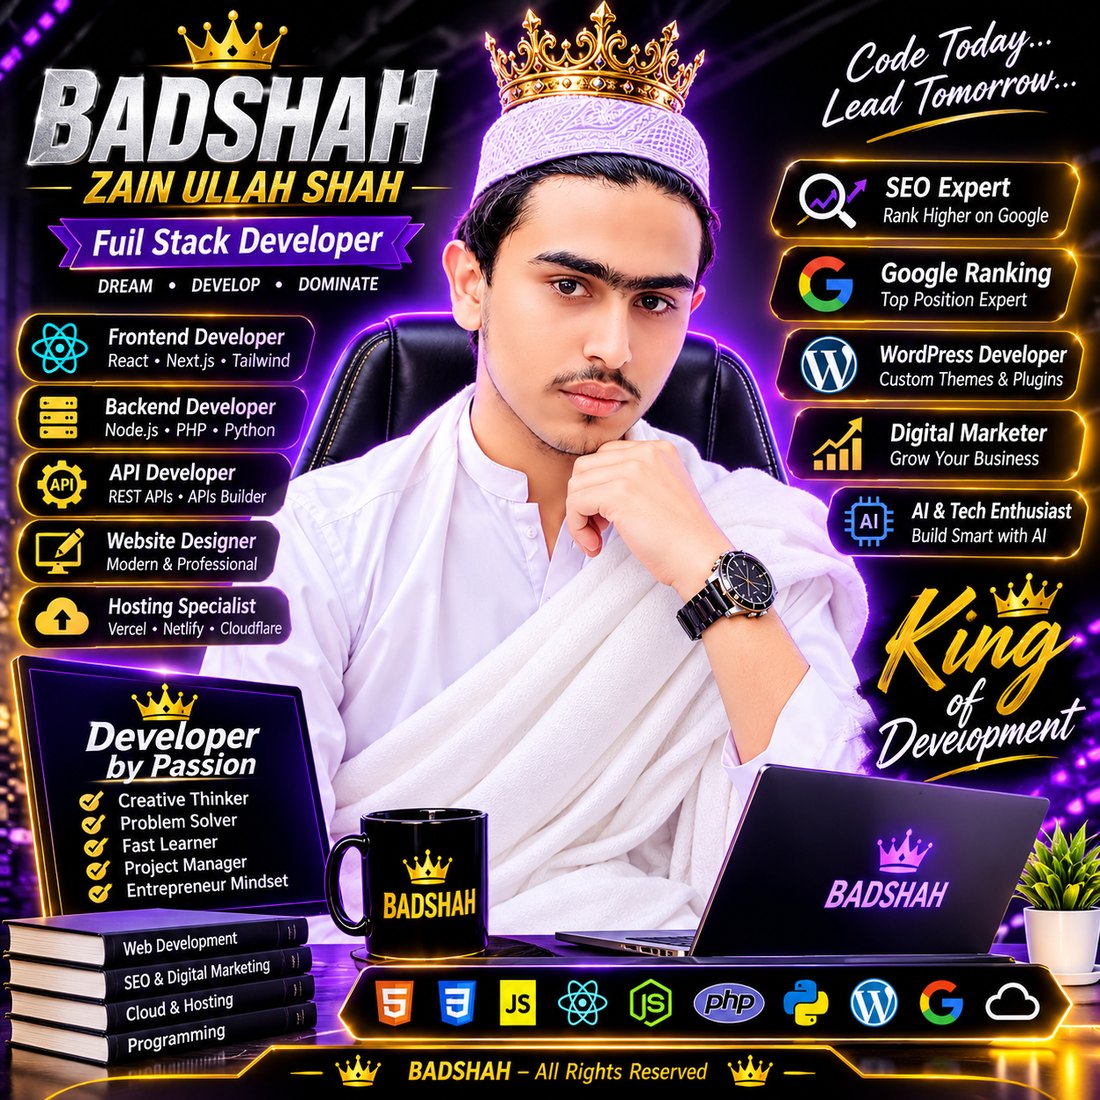 BADSHAH
ZAIN ULLAH SHAH
Fuil Stack Developer
DREAM • DEVELOP • DOMINATE
Frontend Developer
React • Next.js • Tailwind
Backend Developer
Node.js • PHP • Python
API
API Developer
REST APIs • APIs Builder
Website Designer
Modern & Professional
Hosting Specialist
Vercel • Netlify • Cloudflare
Code Today...
Lead Tomorrow...
SEO Expert
Rank Higher on Google
Google Ranking
Top Position Expert
WordPress Developer
Custom Themes & Plugins
Digital Marketer
Grow Your Business
AI
AI & Tech Enthusiast
Build Smart with AI
King
of
Deveiopment
Developer
by Passion
Creative Thinker
Problem Solver
Fast Learner
Project Manager
Entrepreneur Mindset
BADSHAH
BADSHAH
Web Development
SEO & Digital Marketing
Cloud & Hosting
Programming
5 3 JS JS php W G
BADSHAH – All Rights Reserved